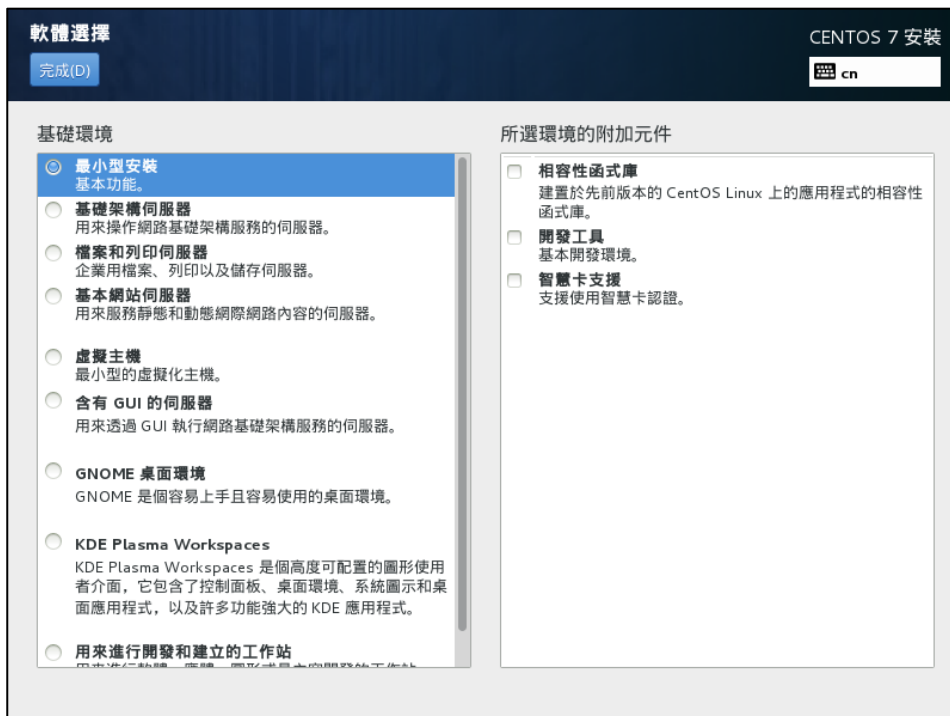 軟體選擇
CENTOS 7 安裝
完成(D)
cn
基礎環境
最小型安裝
基本功能。
基礎架構伺服器
用來操作網路基礎架構服務的伺服器。
檔案和列印伺服器
企業用檔案、列印以及儲存伺服器。
基本網站伺服器
用來服務靜態和動態網際網路內容的伺服器。
虛擬主機
最小型的虛擬化主機。
含有 GUI 的伺服器
用來透過 GUI 執行網路基礎架構服務的伺服器。
GNOME 桌面環境
GNOME 是個容易上手且容易使用的桌面環境。
KDE Plasma Workspaces
KDE Plasma Workspaces 是個高度可配置的圖形使用
者介面，它包含了控制面板、桌面環境、系統圖示和桌
面應用程式，以及許多功能強大的 KDE 應用程式。
用來進行開發和建立的工作站
所選環境的附加元件
相容性函式庫
建置於先前版本的 CentOS Linux 上的應用程式的相容性
函式庫。
開發工具
基本開發環境。
智慧卡支援
支援使用智慧卡認證。